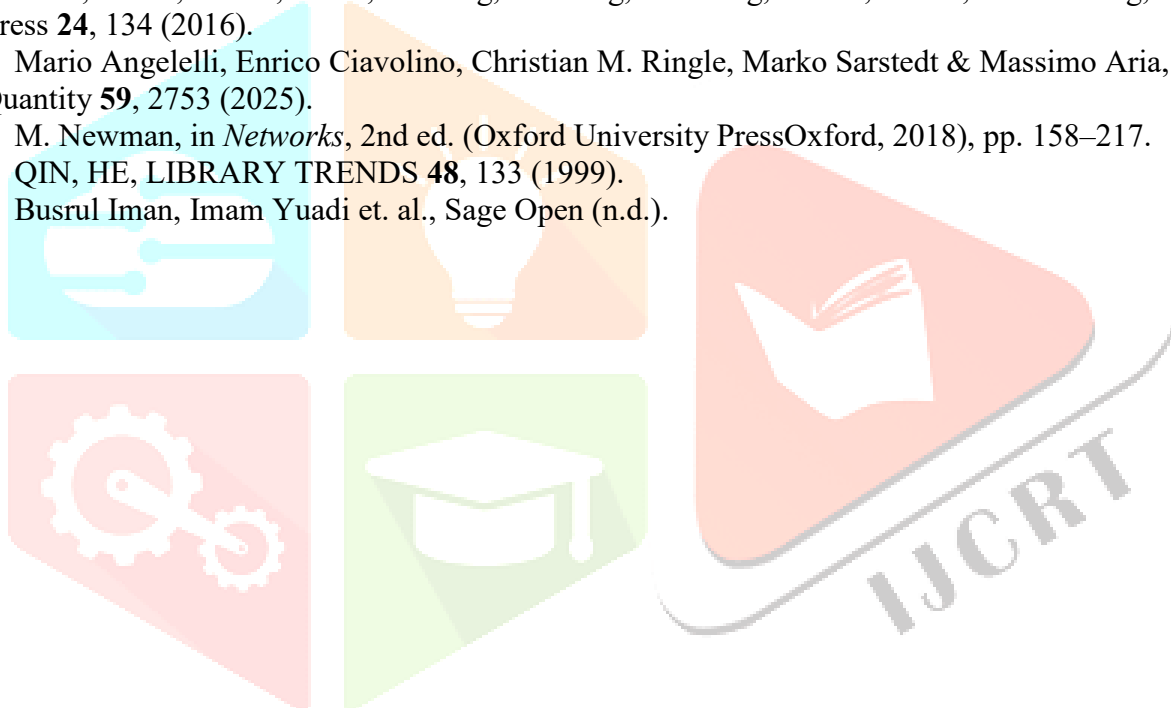 ress 24, 134 (2016).
Mario Angelelli, Enrico Ciavolino, Christian M. Ringle, Marko Sarstedt & Massimo Aria,
Quantity 59, 2753 (2025).
M. Newman, in Networks, 2nd ed. (Oxford University PressOxford, 2018), pp. 158–217.
QIN, HE, LIBRARY TRENDS 48, 133 (1999).
Busrul Iman, Imam Yuadi et. al., Sage Open (n.d.).
IJCRT